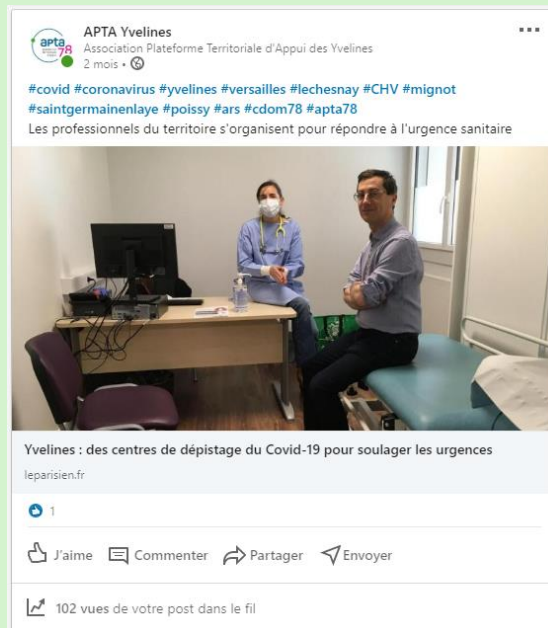 apta
78
APTA Yvelines
Association Plateforme Territoriale d'Appui des Yvelines
2 mois •
#covid #coronavirus #yvelines #versailles #lechesnay #CHV #mignot
#saintgermainenlaye #poissy #ars #cdom78 #apta78
Les professionnels du territoire s'organisent pour répondre à l'urgence sanitaire
Yvelines : des centres de dépistage du Covid-19 pour soulager les urgences
leparisien.fr
1
J'aime Commenter Partager Envoyer
102 vues de votre post dans le fil